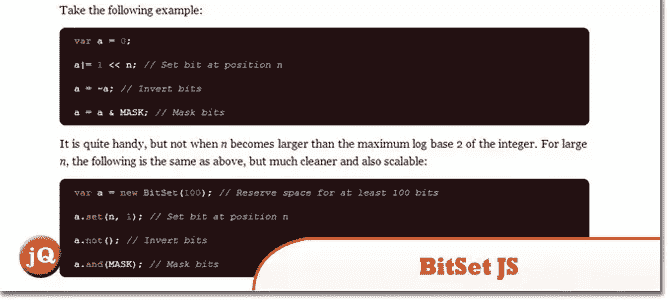 Take the following example:
var a = 0;
a|= 1 << n; // Set bit at position n
a = ~a; // Invert bits
a = a & MASK; // Mask bits
It is quite handy, but not when n becomes larger than the maximum log base 2 of the integer. For large
n, the following is the same as above, but much cleaner and also scalable:
var a = new BitSet(100); // Reserve space for at least 100 bits
a.set(n, 1); // Set bit at position n
a.not(); // Invert bits
a.and(MASK); // Mask bits
jQ
BitSet JS